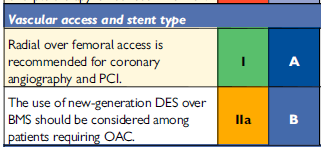 Vascular access and stent type
Radial over femoral access is
recommended for coronary
angiography and PCI.
I
A
The use of new-generation DES over
BMS should be considered among
patients requiring OAC.
IIa
B